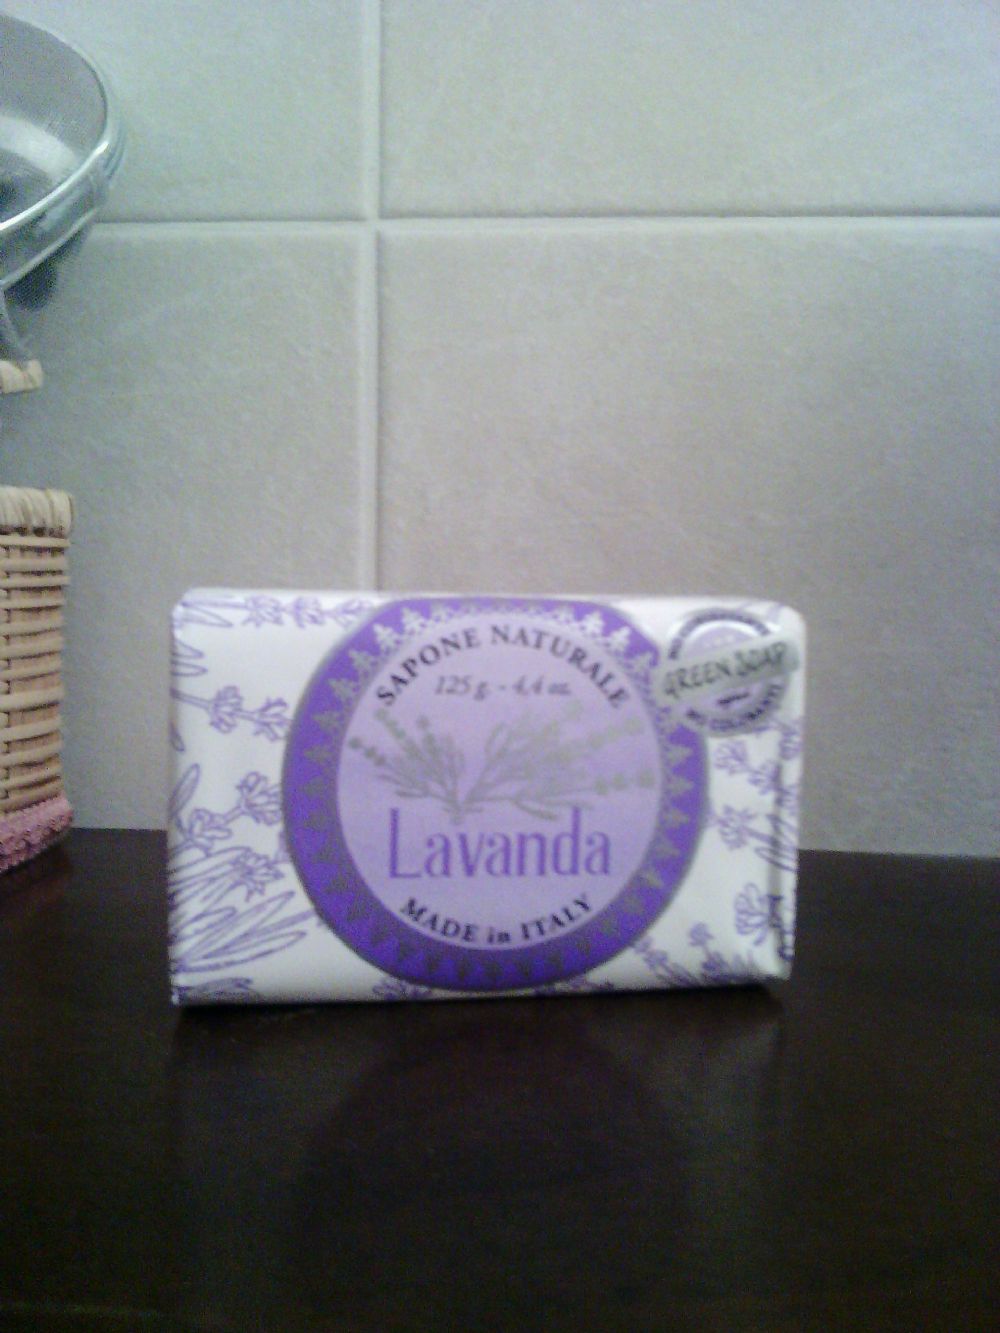 SAPONE NATURALE
125 g. - 4,4 oz.
Lavanda
MADE in ITALY
GREEN SOAP